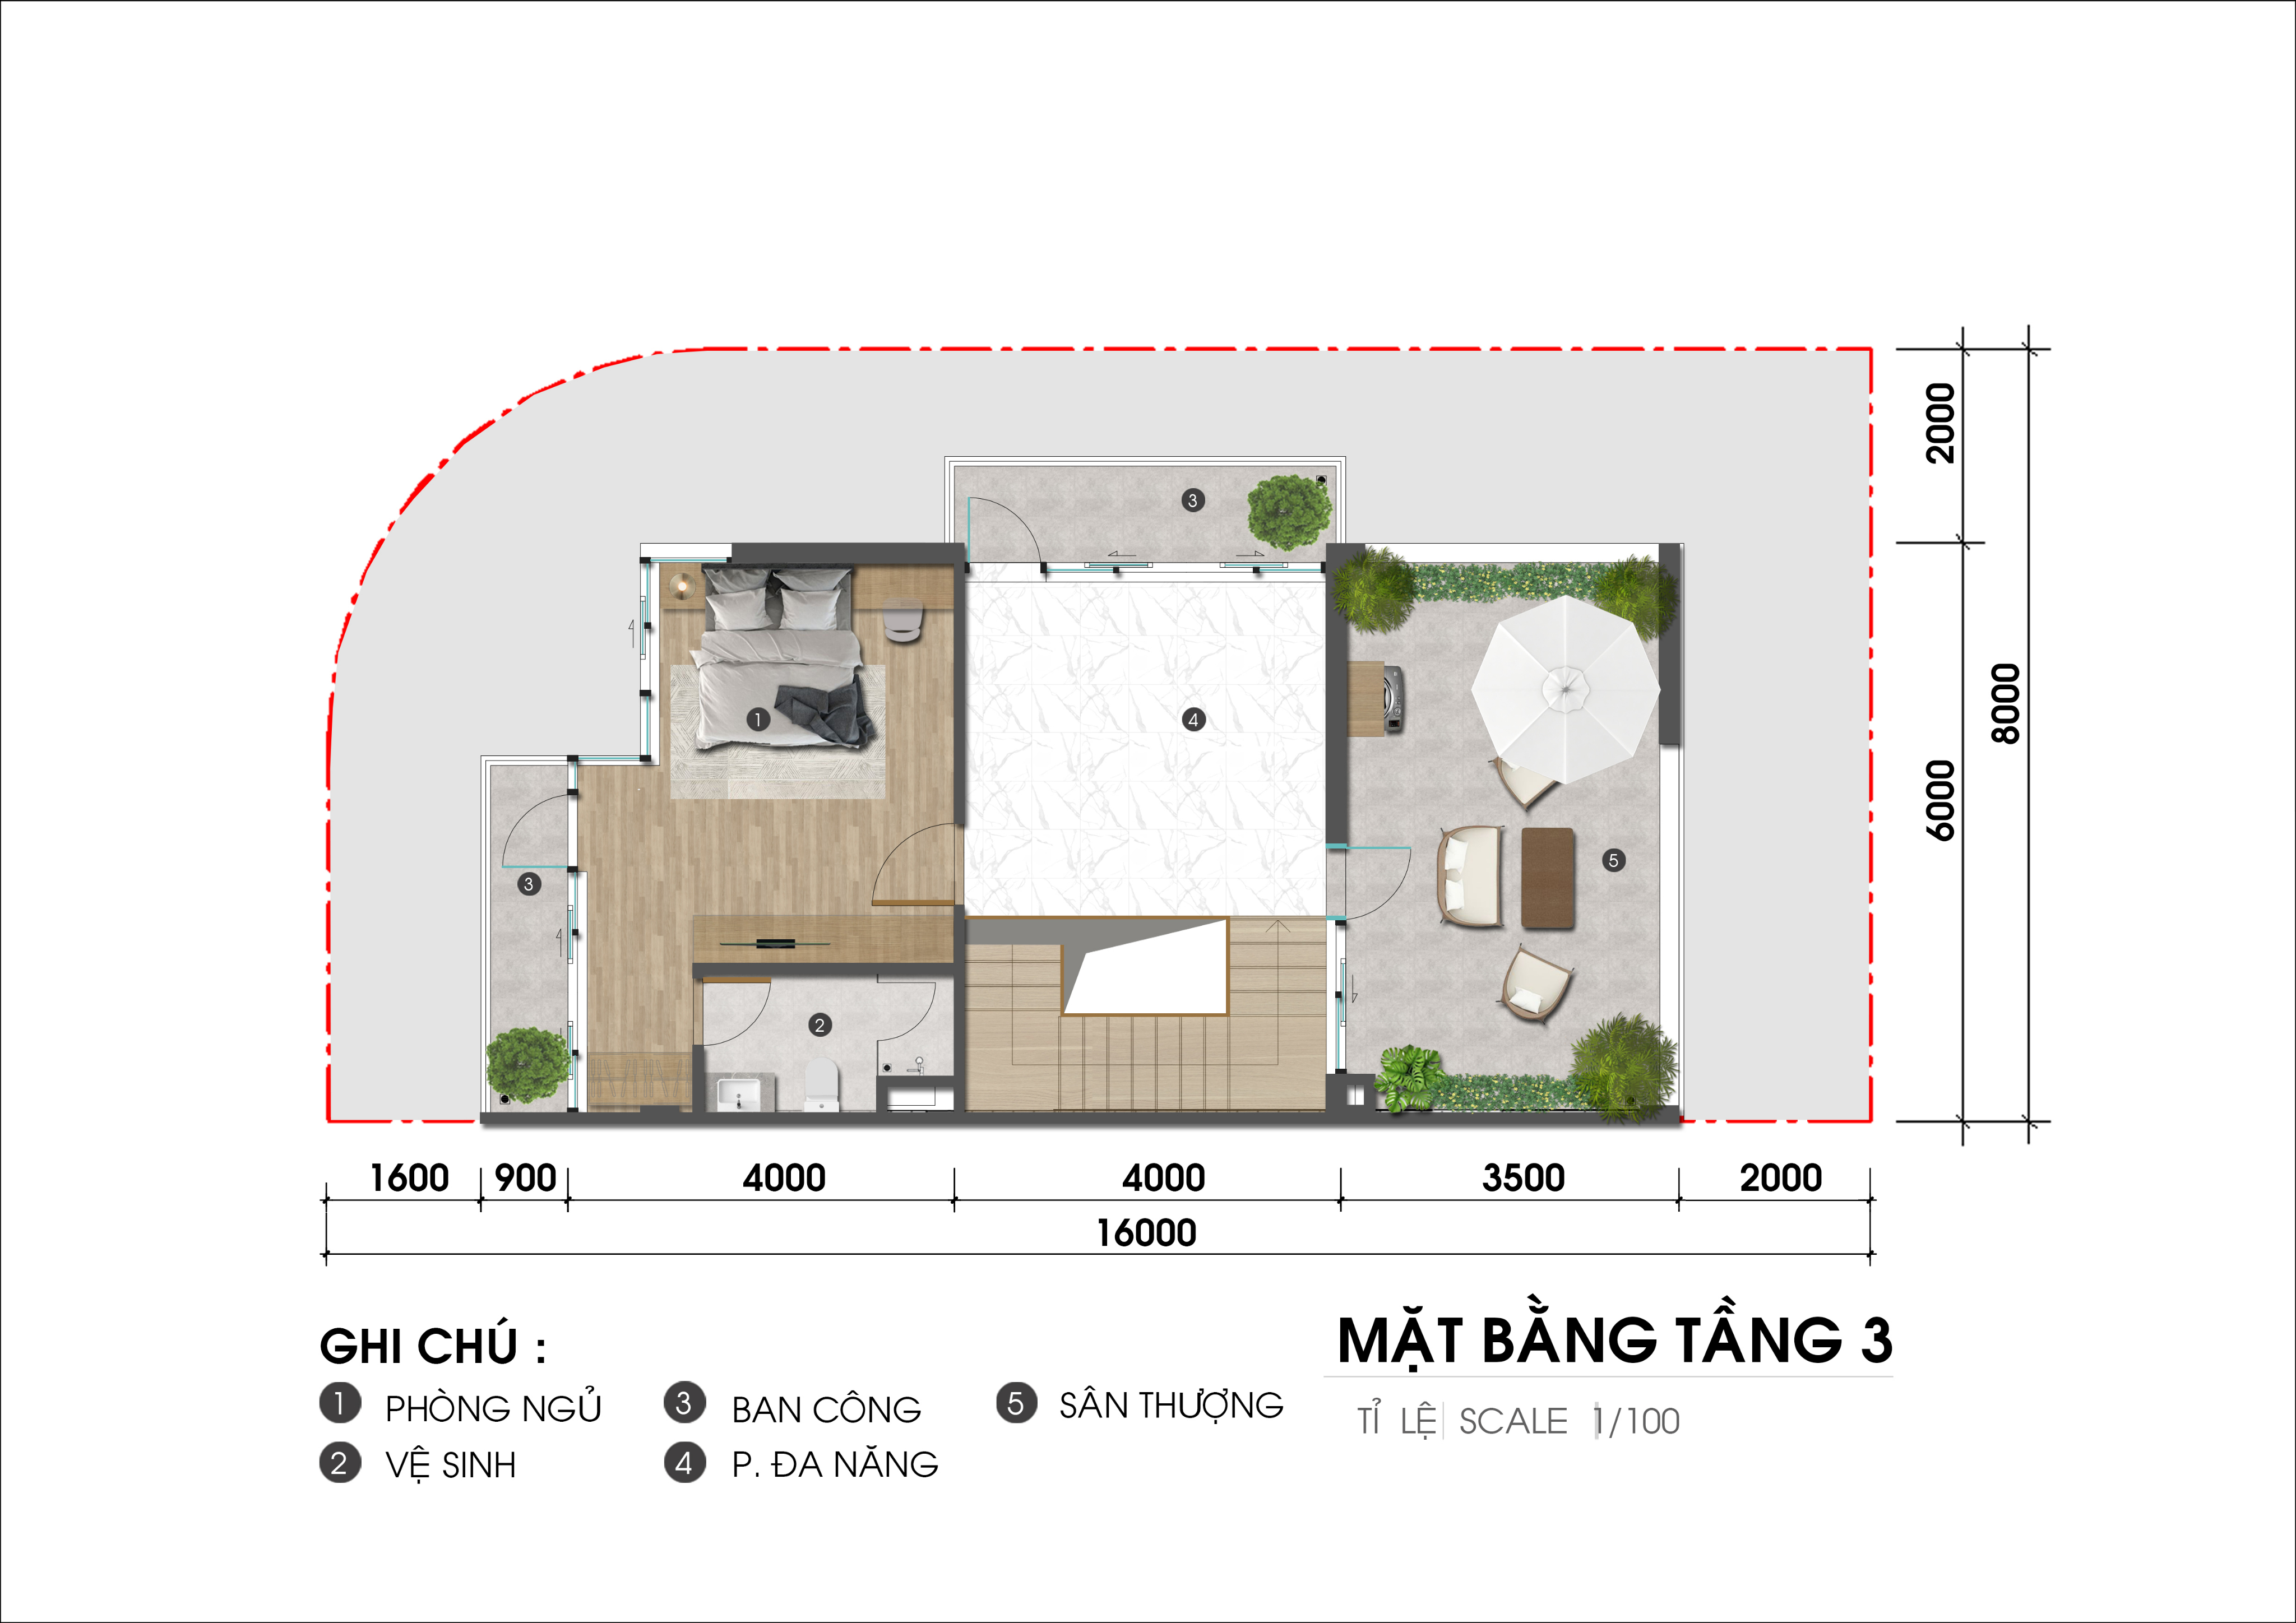 3
1
4
3
5
2
2000
6000
8000
1600 900 4000 4000 3500 2000
16000
GHI CHÚ :
1 PHÒNG NGỦ
2 VỆ SINH
3 BAN CÔNG
4 P. ĐA NĂNG
5 SÂN THƯỢNG
MẶT BẰNG TẦNG 3
TỈ LỆ SCALE 1/100